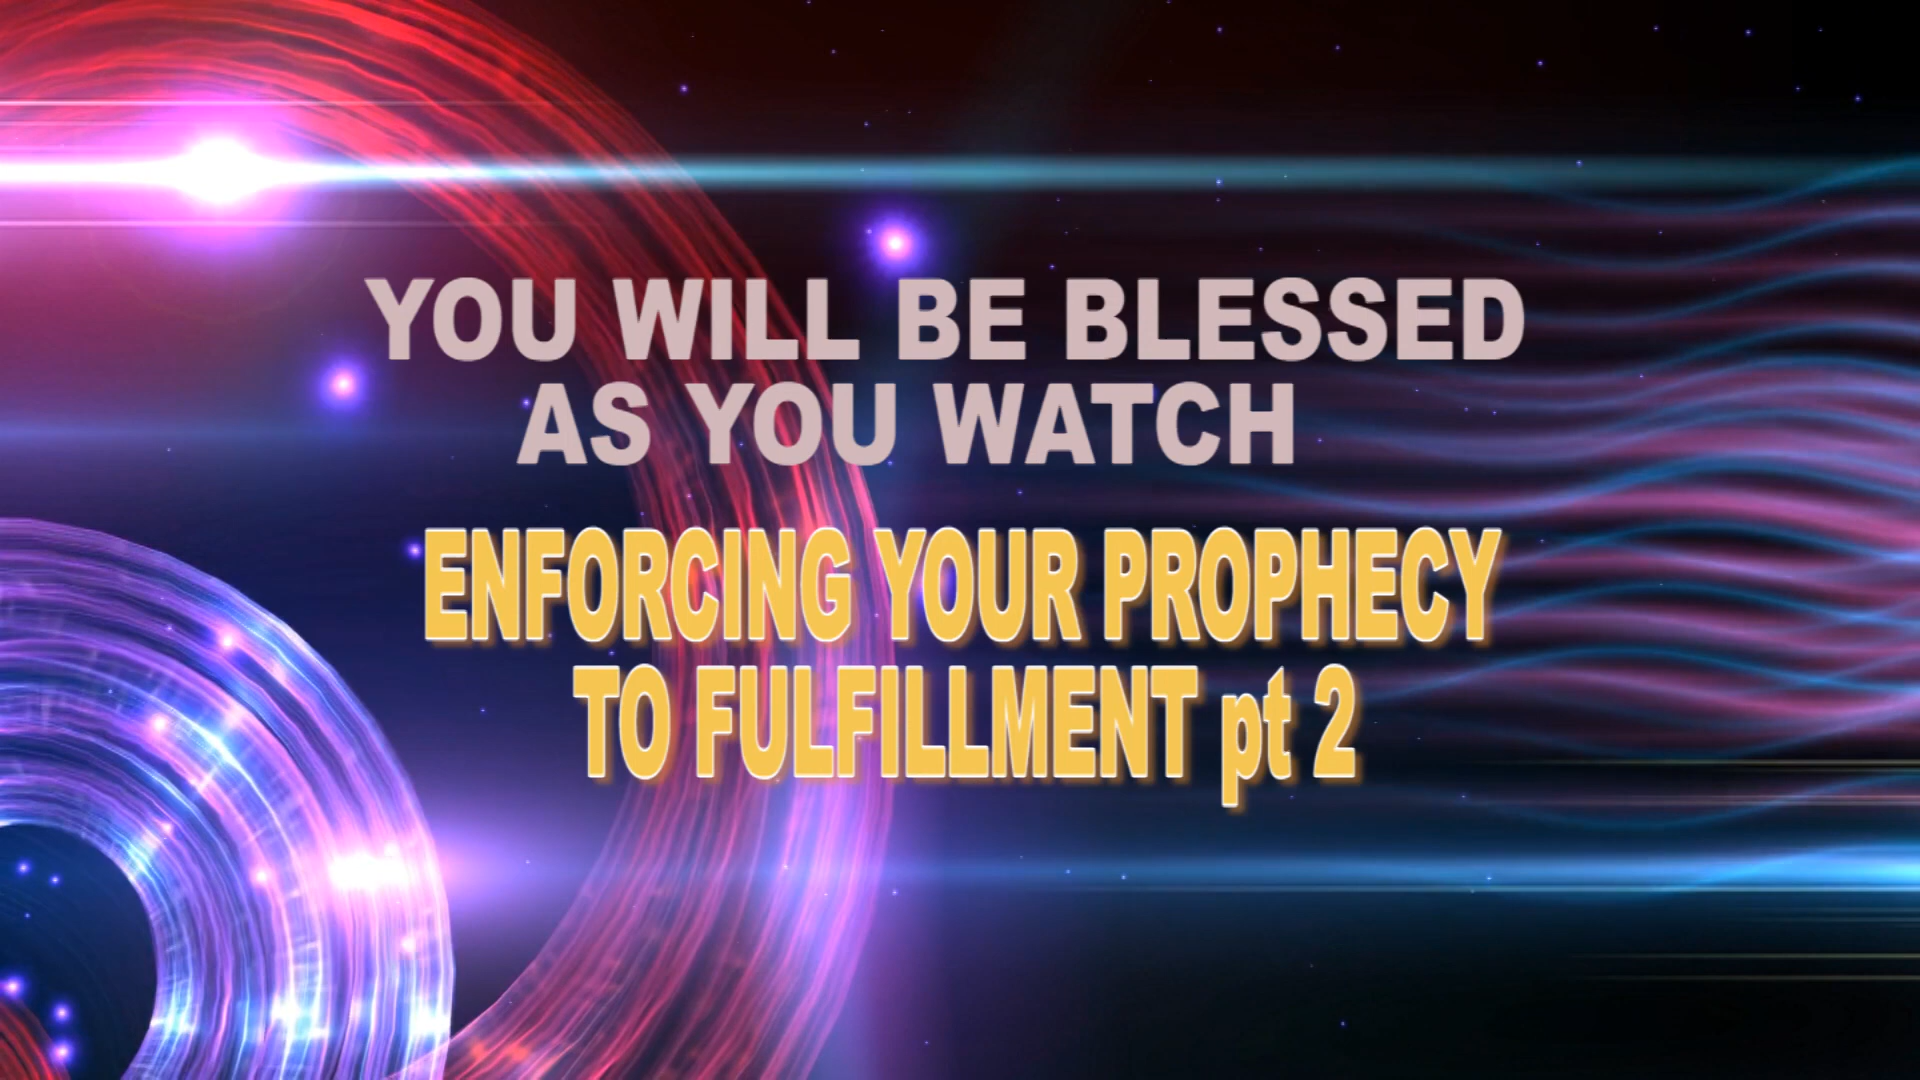 YOU WILL BE BLESSED
AS YOU WATCH
ENFORCING YOUR PROPHECY
TO FULFILLMENT pt 2